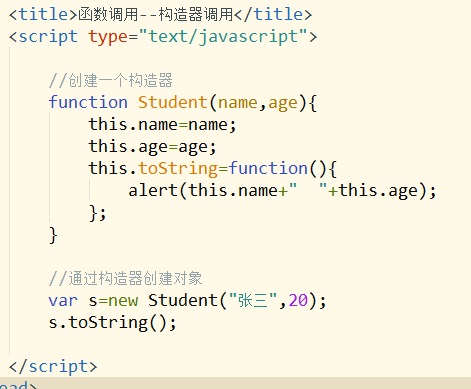 <title>函数调用--构造器调用</title>
<script type="text/javascript">
//创建一个构造器
function Student(name,age){
this.name=name;
this.age=age;
this.toString=function(){
alert(this.name+"  "+this.age);
};
}
//通过构造器创建对象
var s=new Student("张三",20);
s.toString();
</script>